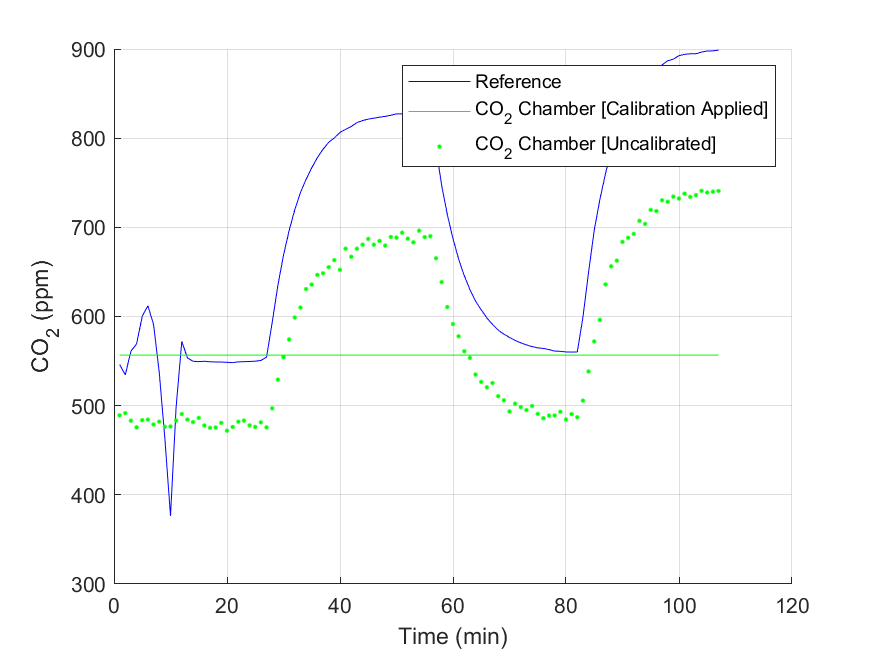 900
800
700
600
500
400
300
0 20 40 60 80 100 120
CO2 (ppm)
Time (min)
Reference
CO2 Chamber [Calibration Applied]
CO2 Chamber [Uncalibrated]